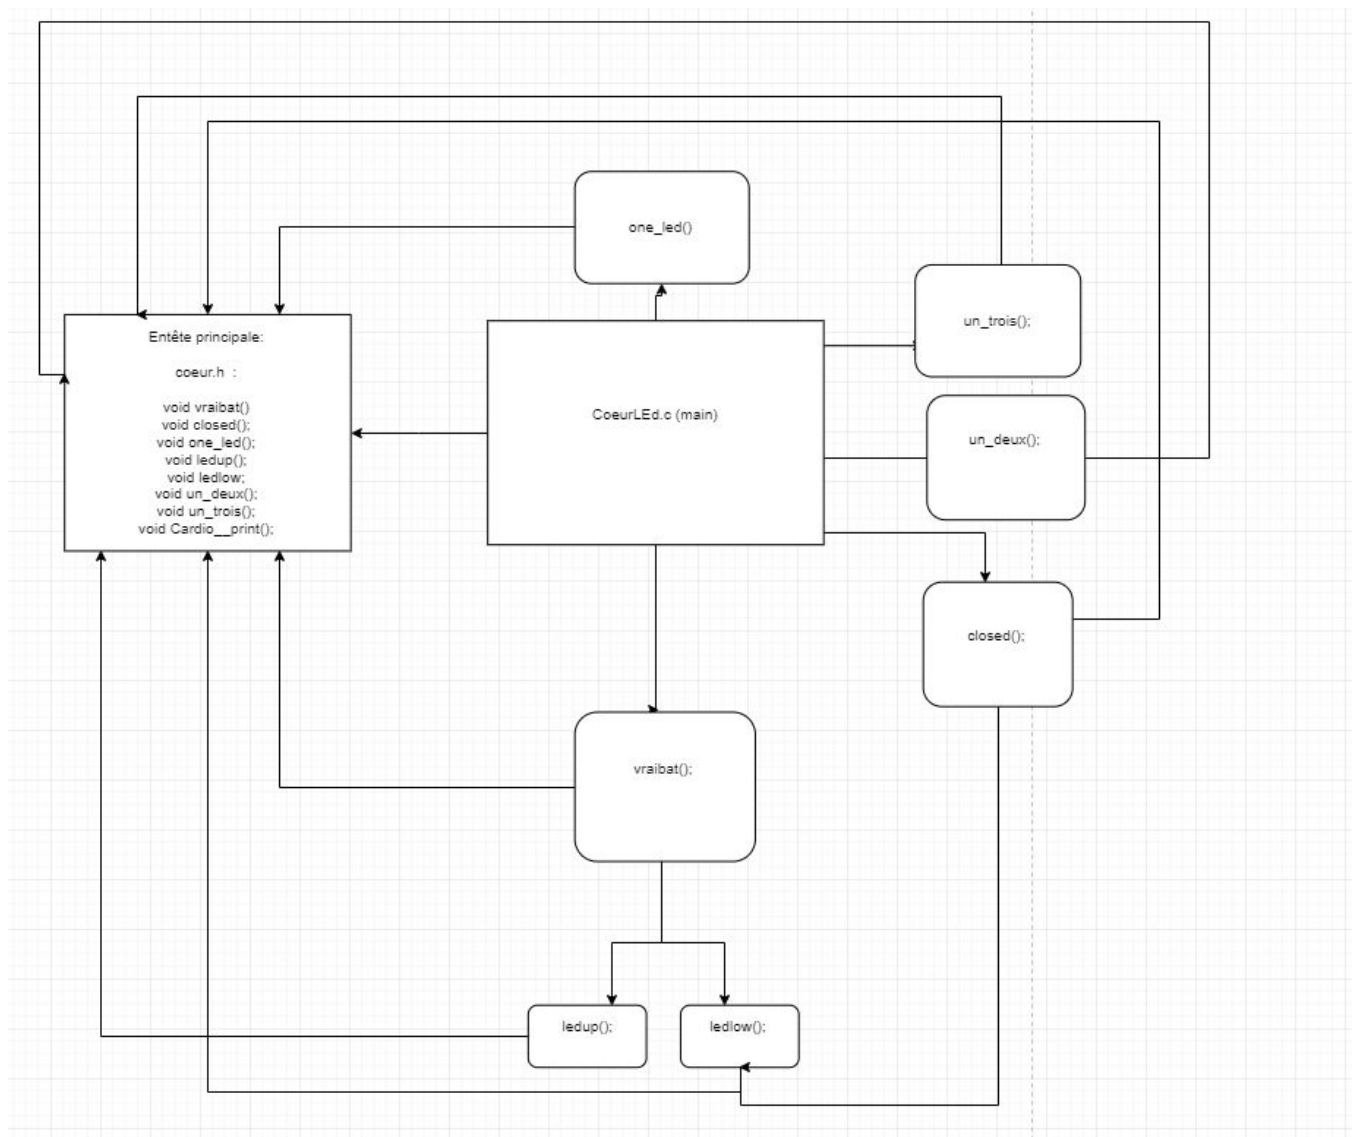 one_led()
un_trois();
Entête principale:
coeur.h  :
void vraibat()
void closed();
void one_led();
void ledup();
void ledlow;
void un_deux();
void un_trois();
void Cardio__print();
CoeurLEd.c (main)
un_deux();
closed();
vraibat();
ledup();
ledlow();